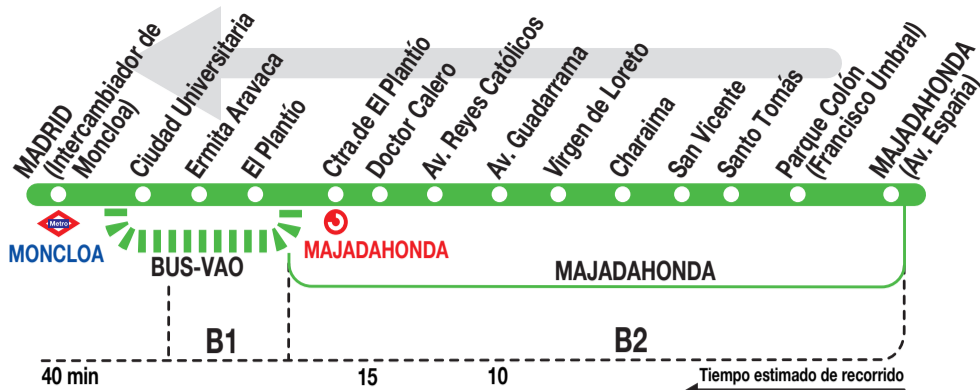 MADRID
(Intercambiador de
Moncloa)
Ciudad Universitaria
Ermita Aravaca
El Plantío
Ctra.de El Plantío
Doctor Calero
Av. Reyes Católicos
Av. Guadarrama
Virgen de Loreto
Charaima
San Vicente
Santo Tomás
Parque Colón
(Francisco Umbral)
MAJADAHONDA
(Av. España)
Metro
MONCLOA
BUS-VAO
MAJADAHONDA
MAJADAHONDA
B1
B2
40 min
15
10
Tiempo estimado de recorrido